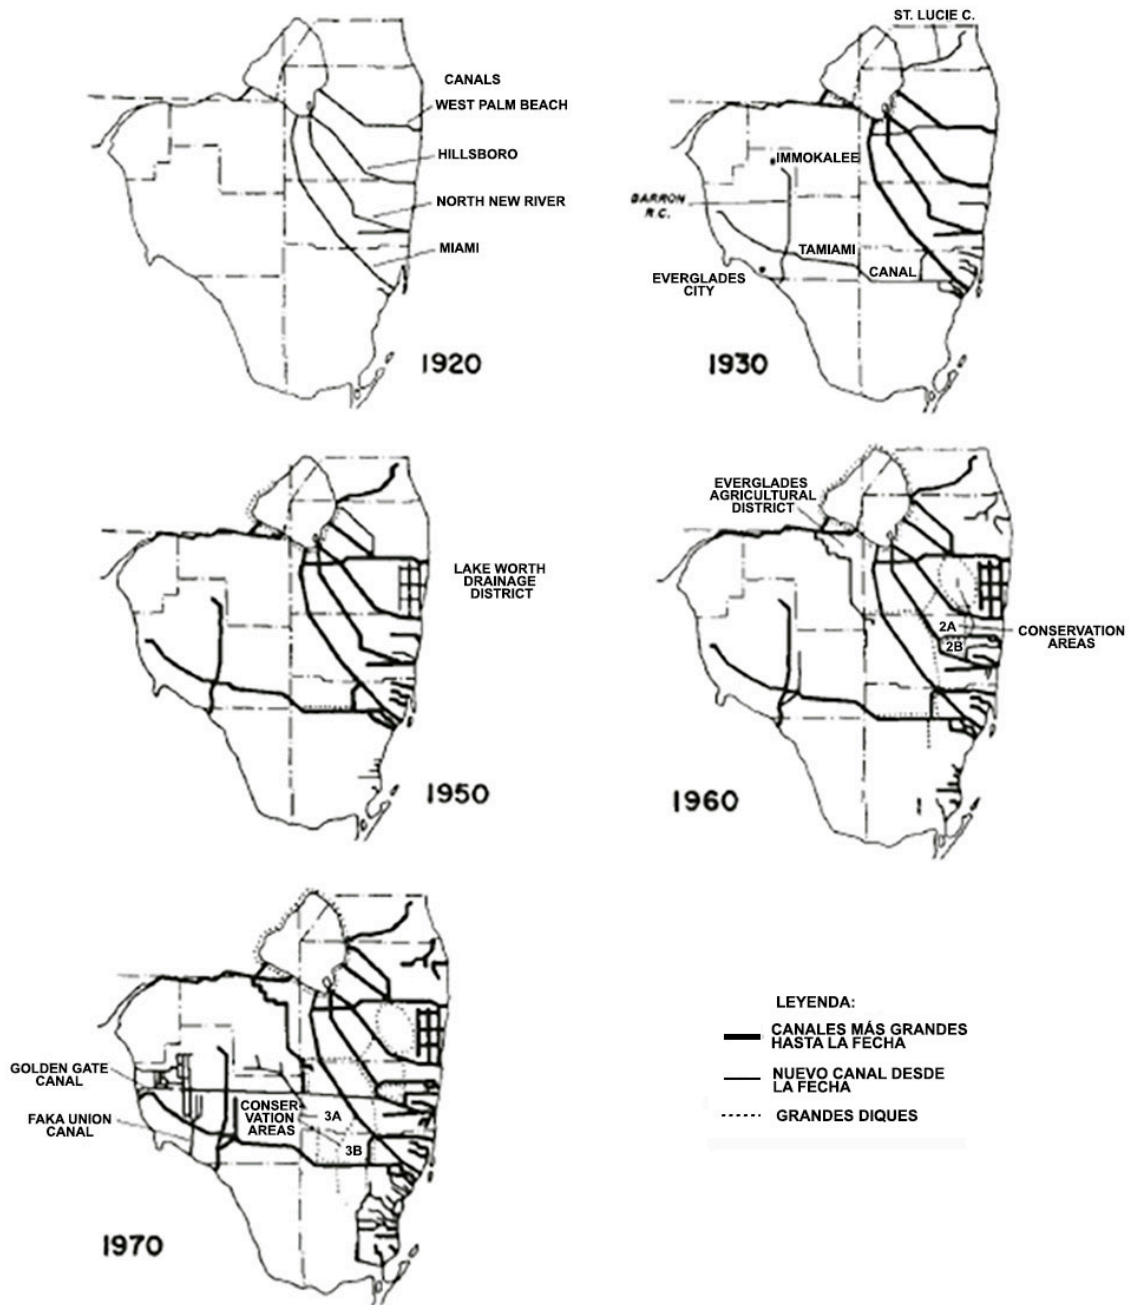 CANALS
WEST PALM BEACH
HILLSBORO
NORTH NEW RIVER
MIAMI
1920
ST. LUCIE C.
IMMOKALEE
BARRON
R.C.
TAMIAMI
CANAL
EVERGLADES
CITY
1930
LAKE WORTH
DRAINAGE
DISTRICT
1950
EVERGLADES
AGRICULTURAL
DISTRICT
2A
2B
CONSERVATION
AREAS
1960
GOLDEN GATE
CANAL
FAKA UNION
CANAL
CONSER
VATION
AREAS
3A
3B
1970
LEYENDA:
CANALES MÁS GRANDES
HASTA LA FECHA
NUEVO CANAL DESDE
LA FECHA
GRANDES DIQUES